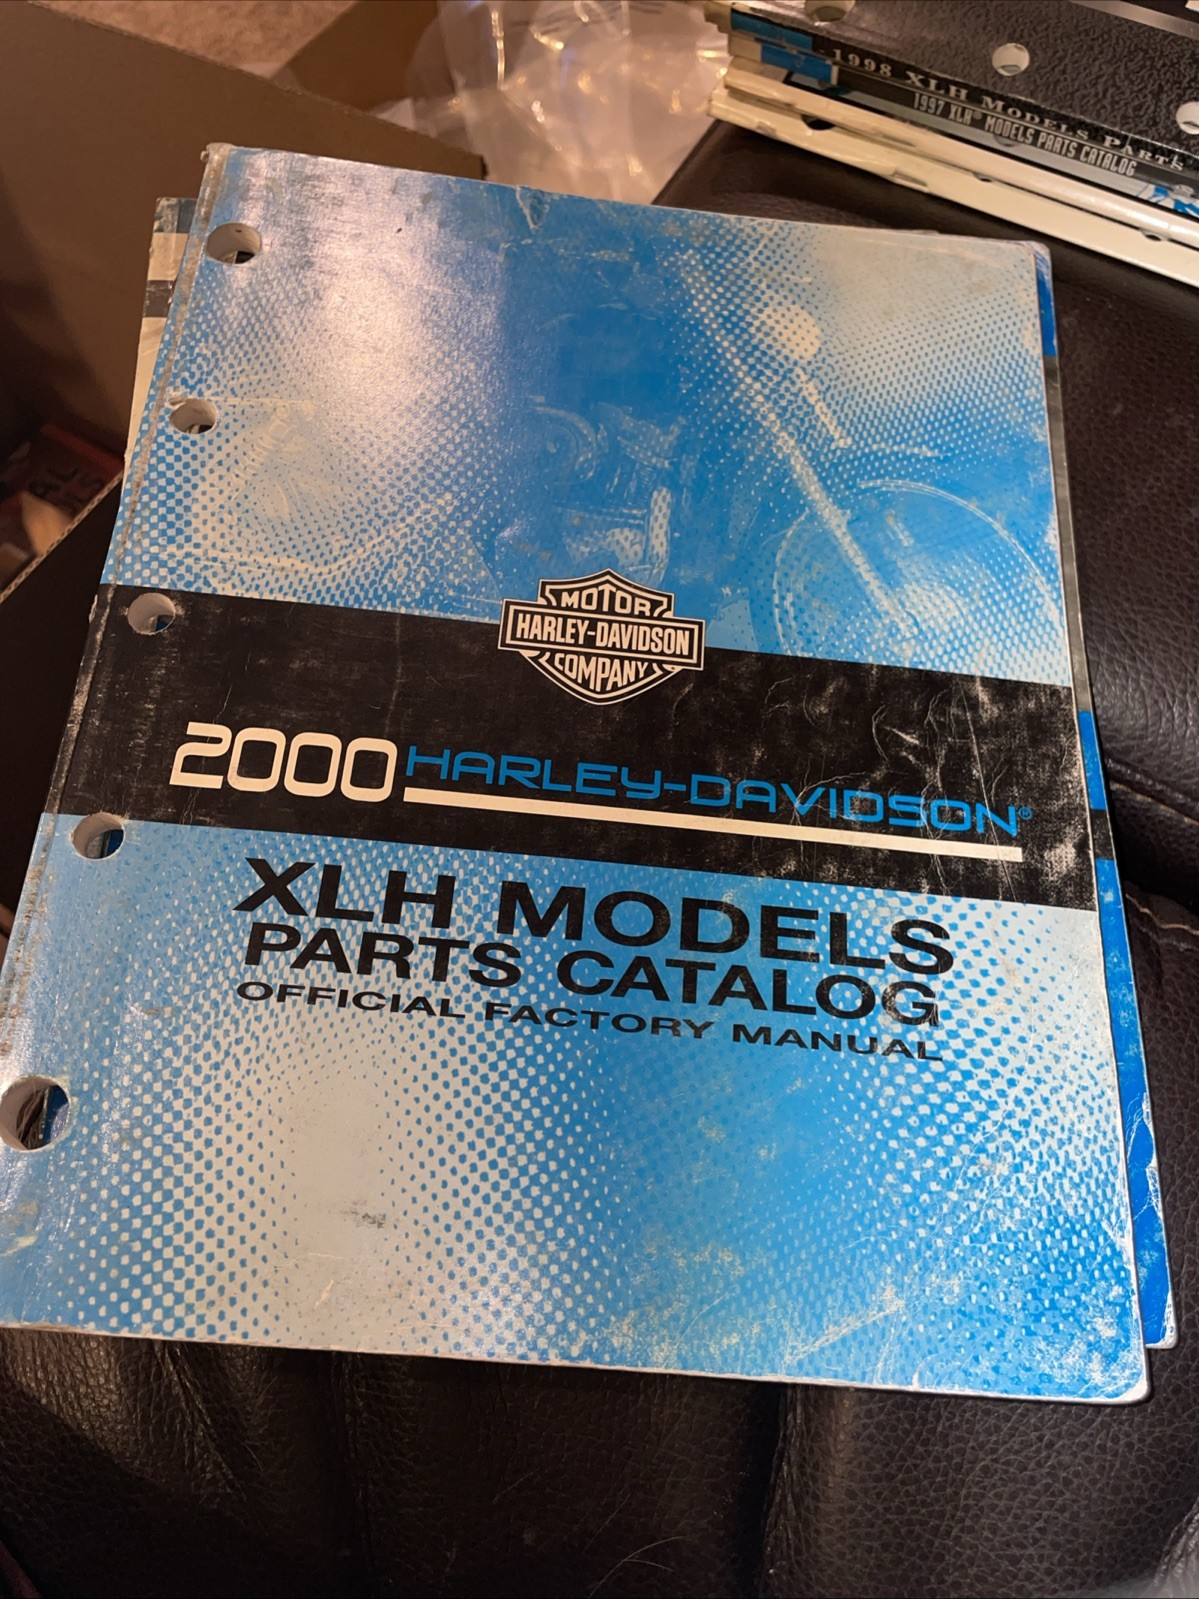 1998 XLH MODELS PARTS
1997 XLH® MODELS PARTS CATALOG
MOTOR
HARLEY-DAVIDSON
COMPANY
2000 HARLEY-DAVIDSON®
XLH MODELS
PARTS CATALOG
OFFICIAL FACTORY MANUAL